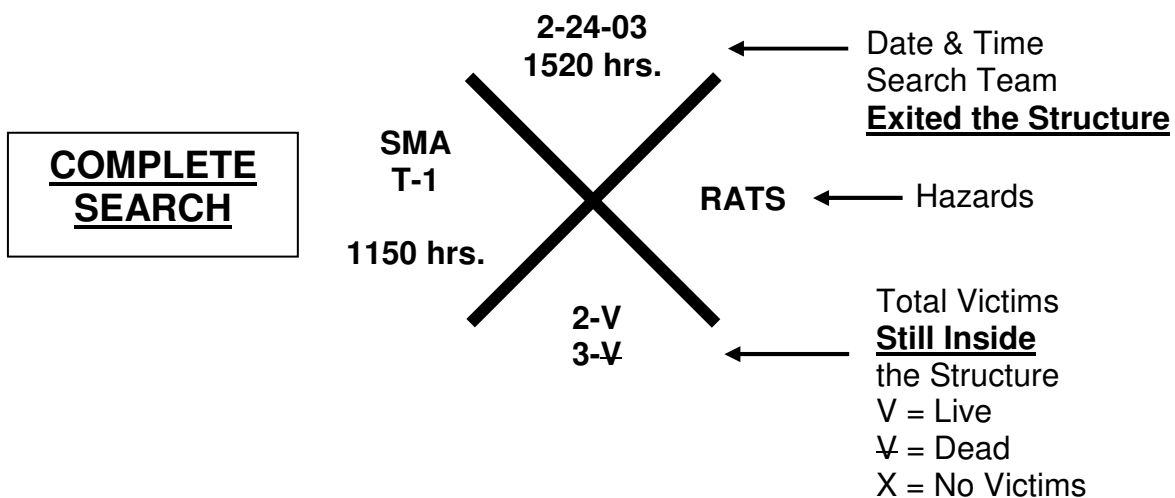 COMPLETE
SEARCH
2-24-03
1520 hrs.
SMA
T-1
1150 hrs.
RATS
2-V
3-V̶
Date & Time
Search Team
Exited the Structure
Hazards
Total Victims
Still Inside
the Structure
V = Live
V̶ = Dead
X = No Victims